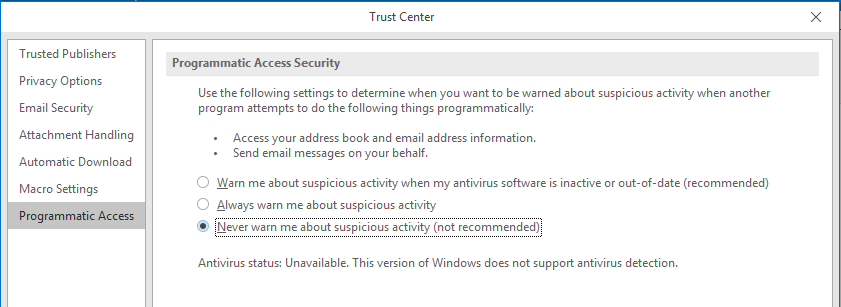 Trust Center
Trusted Publishers
Privacy Options
Email Security
Attachment Handling
Automatic Download
Macro Settings
Programmatic Access
Programmatic Access Security
Use the following settings to determine when you want to be warned about suspicious activity when another
program attempts to do the following things programmatically:
• Access your address book and email address information.
• Send email messages on your behalf.
Warn me about suspicious activity when my antivirus software is inactive or out-of-date (recommended)
Always warn me about suspicious activity
Never warn me about suspicious activity (not recommended)
Antivirus status: Unavailable. This version of Windows does not support antivirus detection.